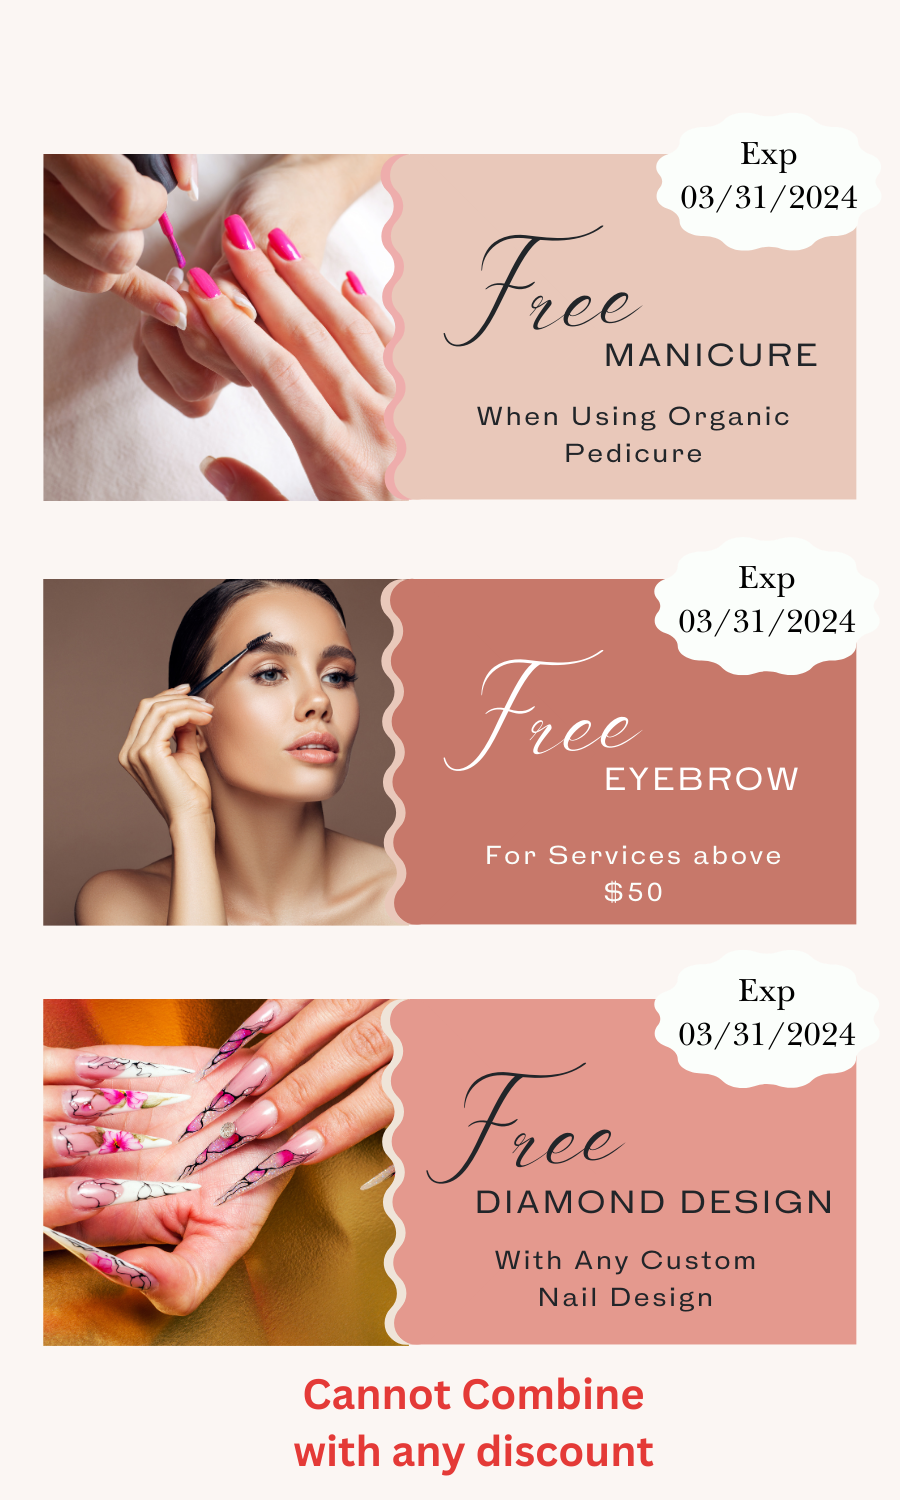 Exp
03/31/2024
Free
MANICURE
When Using Organic
Pedicure
Exp
03/31/2024
Free
EYEBROW
For Services above
$50
Exp
03/31/2024
Free
DIAMOND DESIGN
With Any Custom
Nail Design
Cannot Combine
with any discount